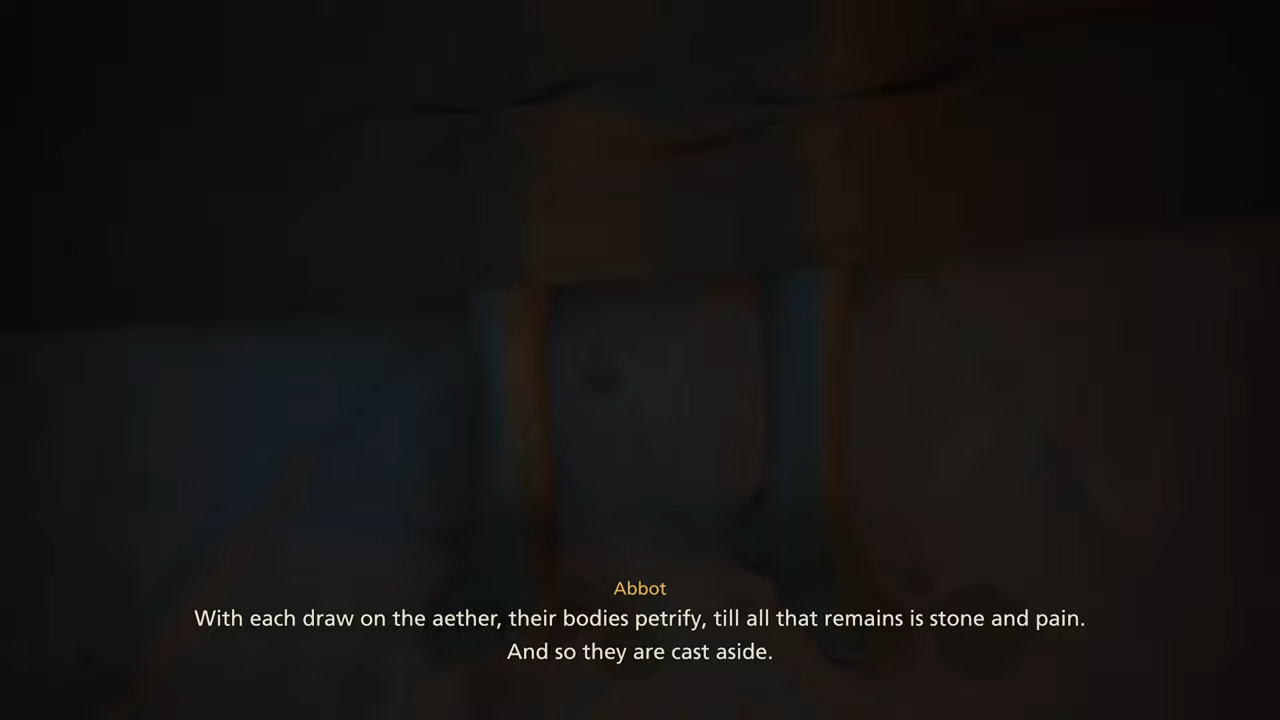 Abbot
With each draw on the aether, their bodies petrify, till all that remains is stone and pain.
And so they are cast aside.